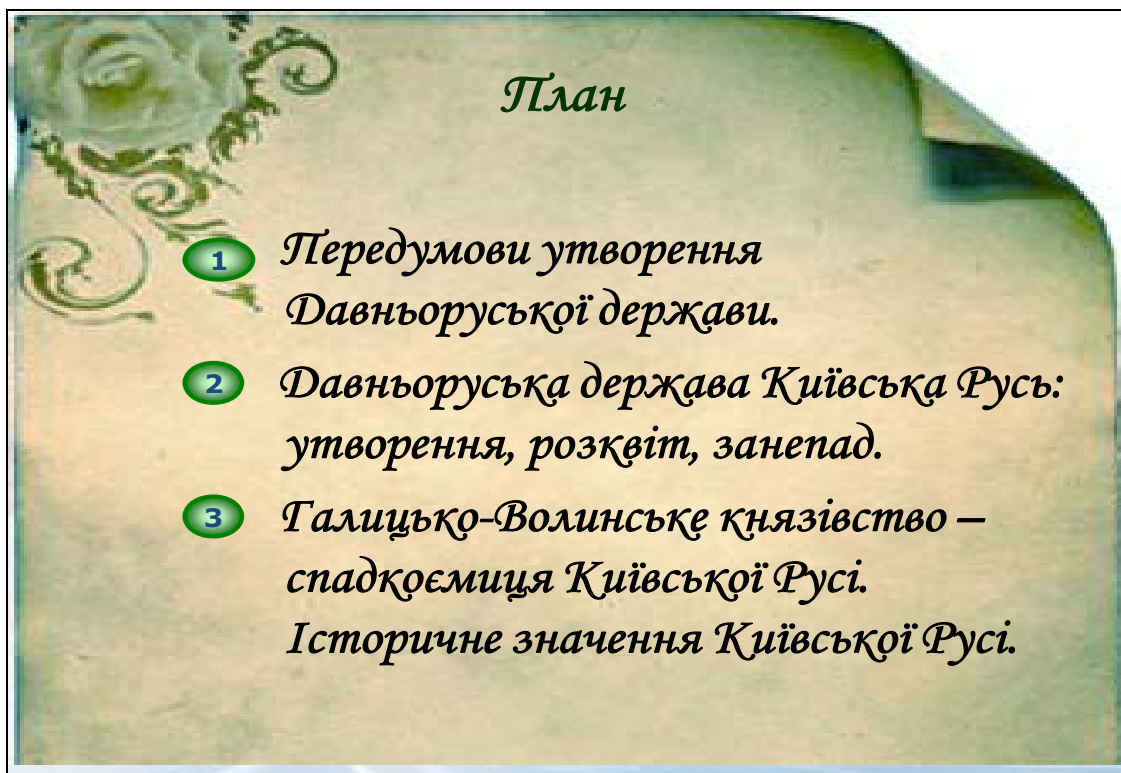 План
1 Передумови утворення
Давньоруської держави.
2 Давньоруська держава Київська Русь:
утворення, розквіт, занепад.
3 Галицько-Волинське князівство –
спадкоємиця Київської Русі.
Історичне значення Київської Русі.